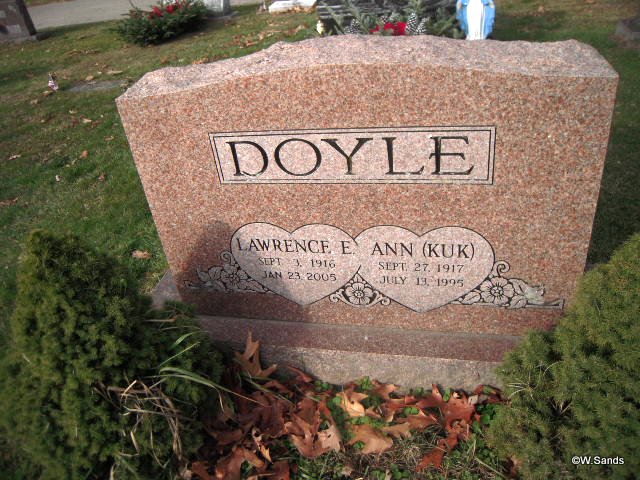 DOYLE
LAWRENCE E.
SEPT. 3, 1916
JAN 23, 2005
ANN (KUK)
SEPT. 27, 1917
JULY 13, 1995
©W.Sands